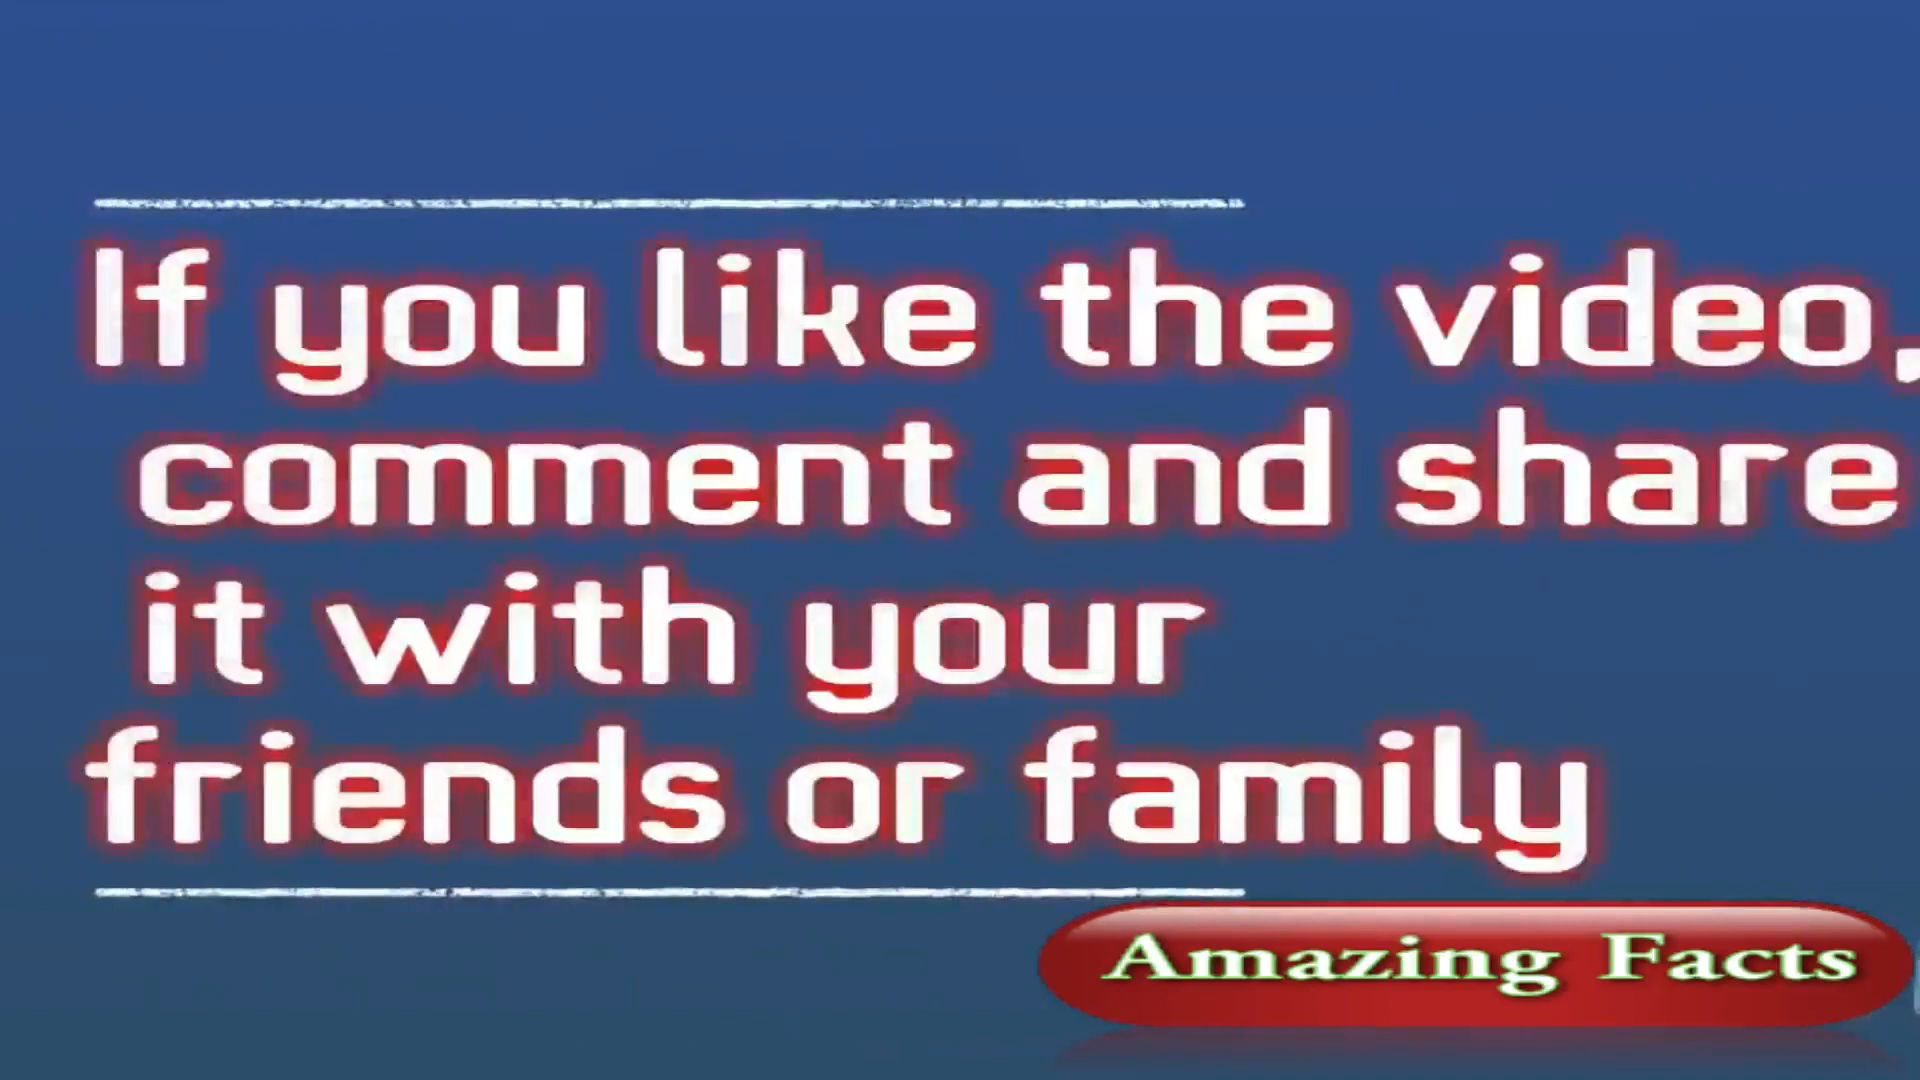 If you like the video,
comment and share
it with your
friends or family
Amazing Facts